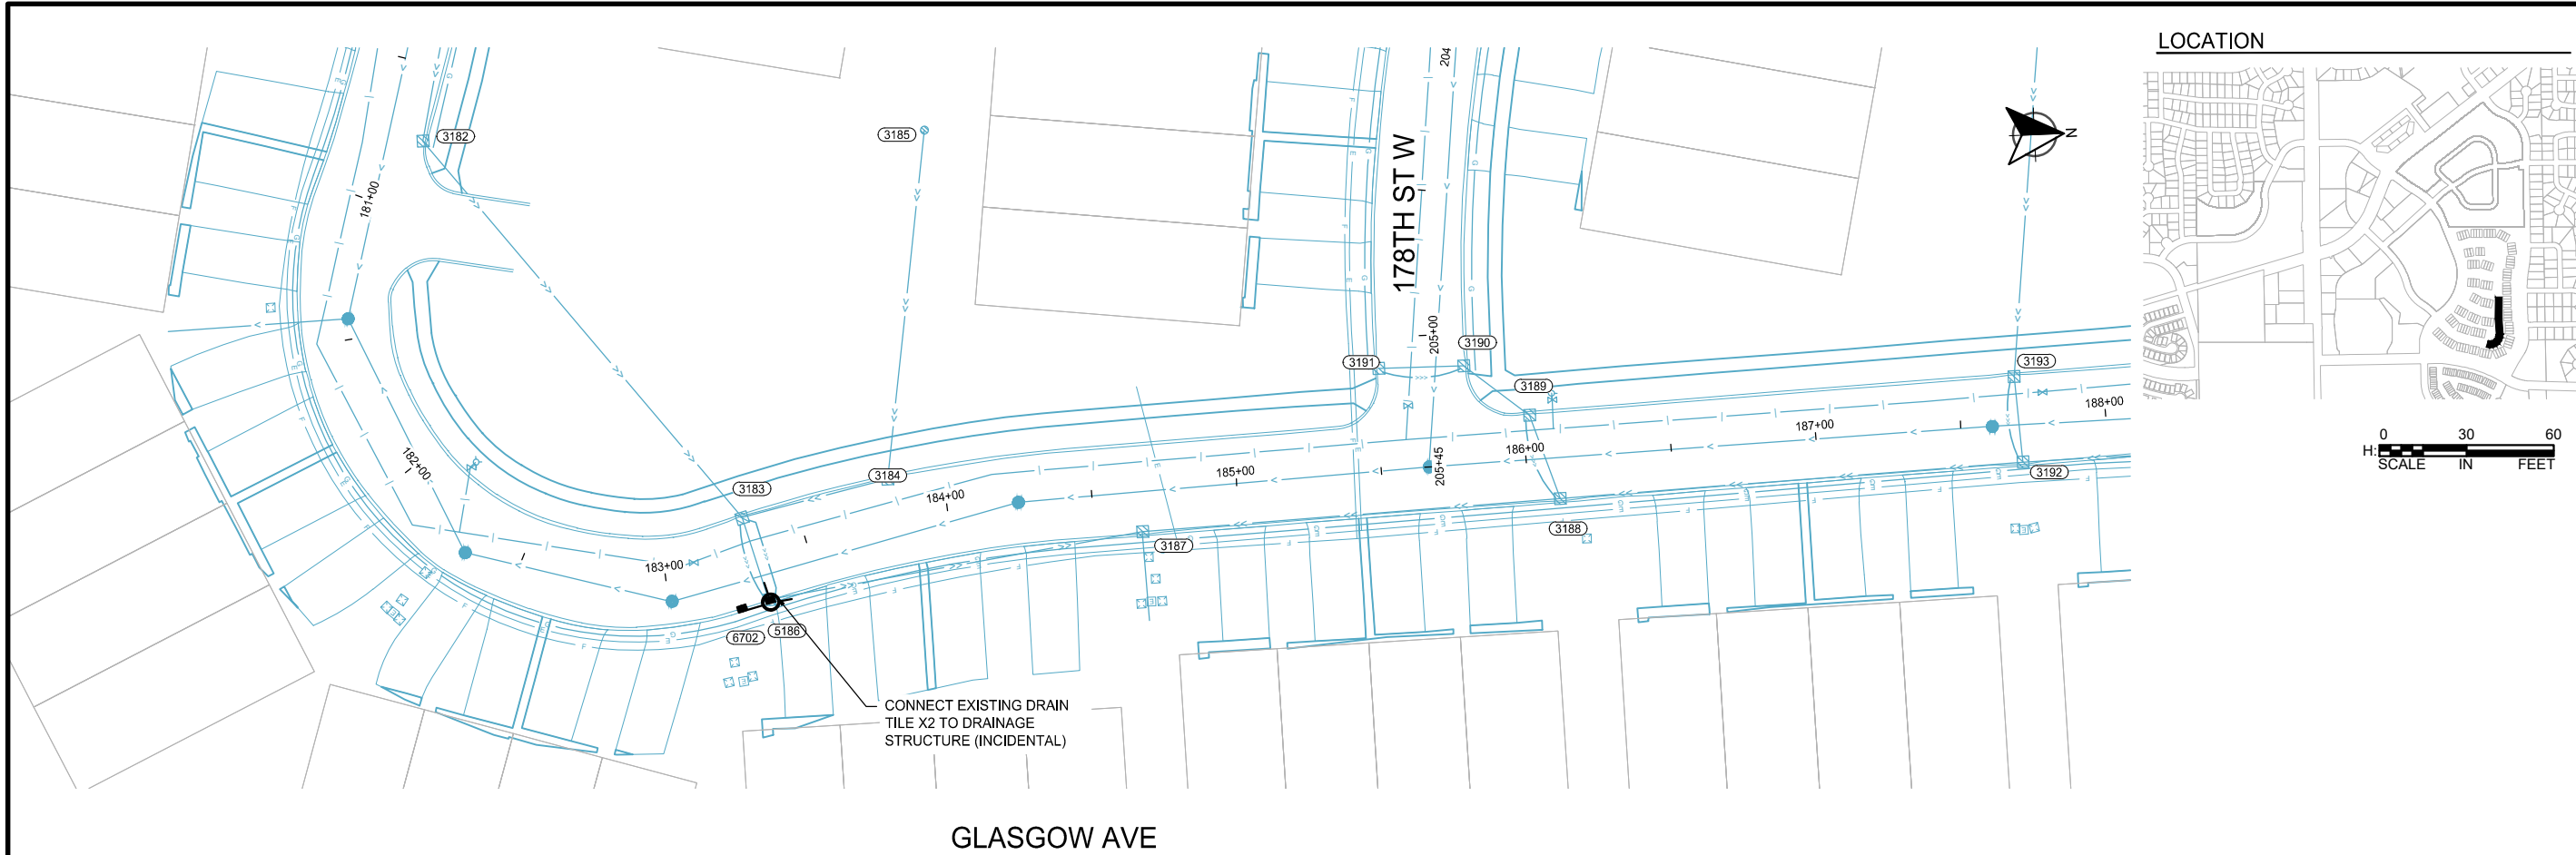 LOCATION
204
3182
3185
N
178TH ST W
181+00
205+00
3190
3191
3193
3189
188+00
187+00
0 30 60
H:
SCALE IN FEET
186+00
182+00
3184
185+00
205+45
3192
3183
184+00
3188
3187
183+00
6702
5186
CONNECT EXISTING DRAIN
TILE X2 TO DRAINAGE
STRUCTURE (INCIDENTAL)
GLASGOW AVE